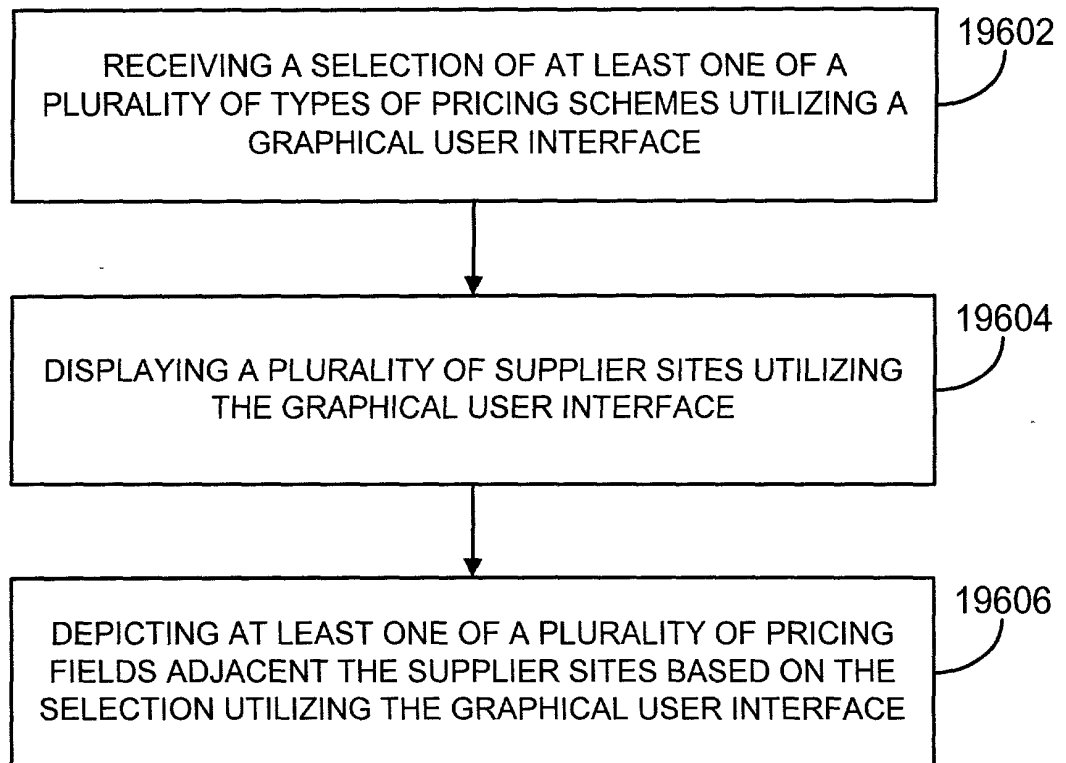 19602
RECEIVING A SELECTION OF AT LEAST ONE OF A
PLURALITY OF TYPES OF PRICING SCHEMES UTILIZING A
GRAPHICAL USER INTERFACE
19604
DISPLAYING A PLURALITY OF SUPPLIER SITES UTILIZING
THE GRAPHICAL USER INTERFACE
19606
DEPICTING AT LEAST ONE OF A PLURALITY OF PRICING
FIELDS ADJACENT THE SUPPLIER SITES BASED ON THE
SELECTION UTILIZING THE GRAPHICAL USER INTERFACE